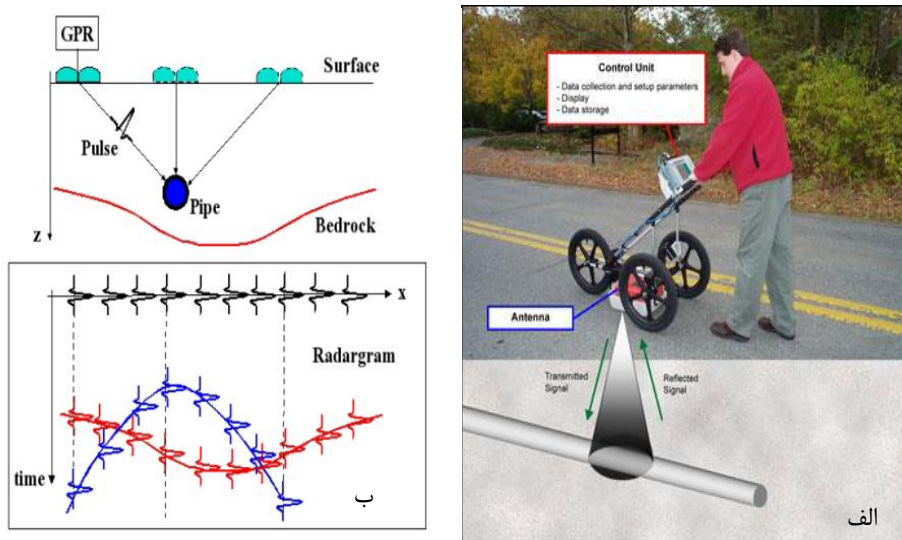 GPR
Surface
Pulse
Pipe
Bedrock
z
x
Radargram
time
ب
Control Unit
- Data collection and setup parameters
- Display
- Data storage
Antenna
Transmitted
Signal
Reflected
Signal
الف